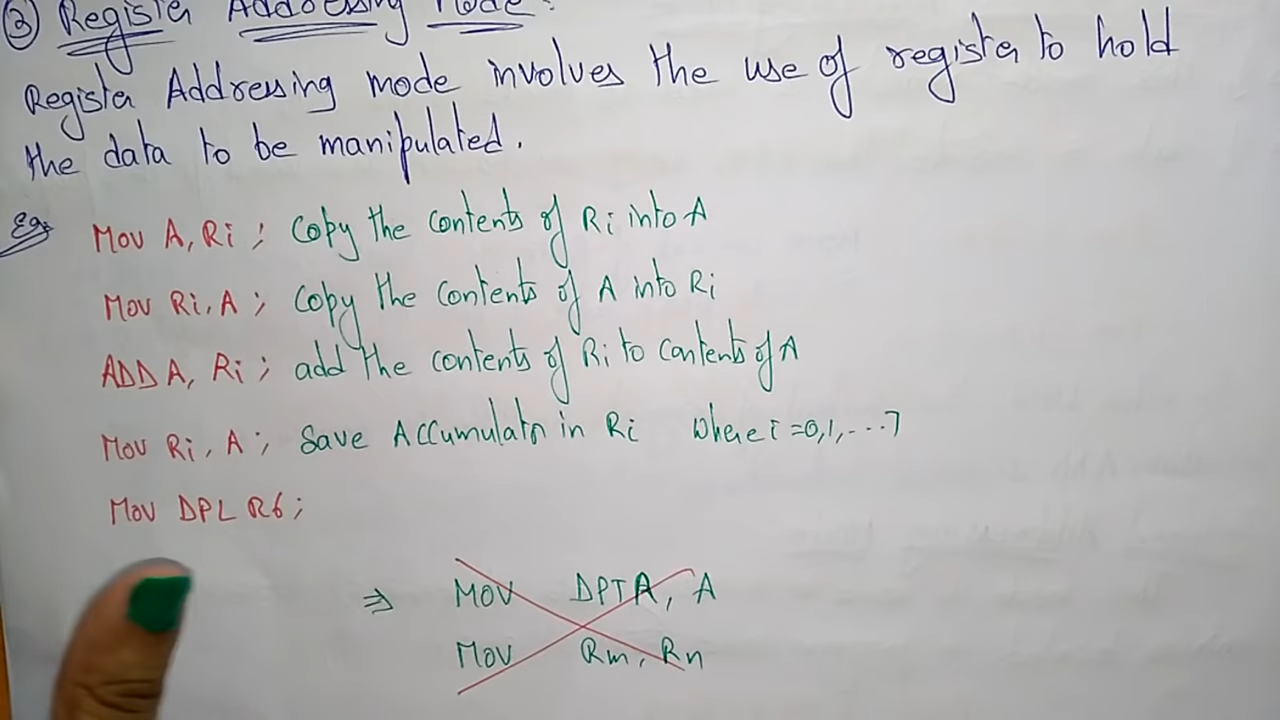 ③ Register Addressing Mode:
Register Addressing mode involves the use of register to hold
the data to be manipulated.
Eg: Mov A, Ri ; Copy the contents of Ri into A
Mov Ri, A ; Copy the contents of A into Ri
ADD A, Ri ; add the contents of Ri to contents of A
Mov Ri, A ; Save Accumulator in Ri where i =0,1,---7
Mov DPL R6;
⇒ MOV DPTR, A
MOV Rm, Rn